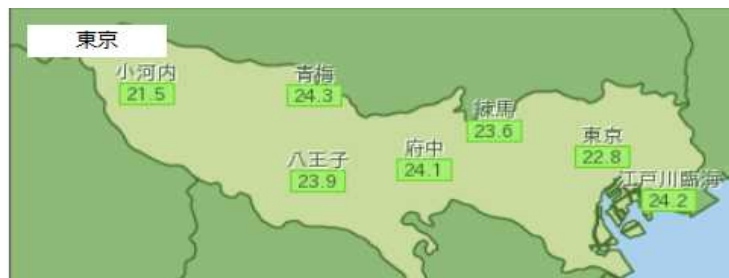 東京
小河内
21.5
青梅
24.3
練馬
23.6
東京
22.8
府中
24.1
八王子
23.9
江戸川臨海
24.2